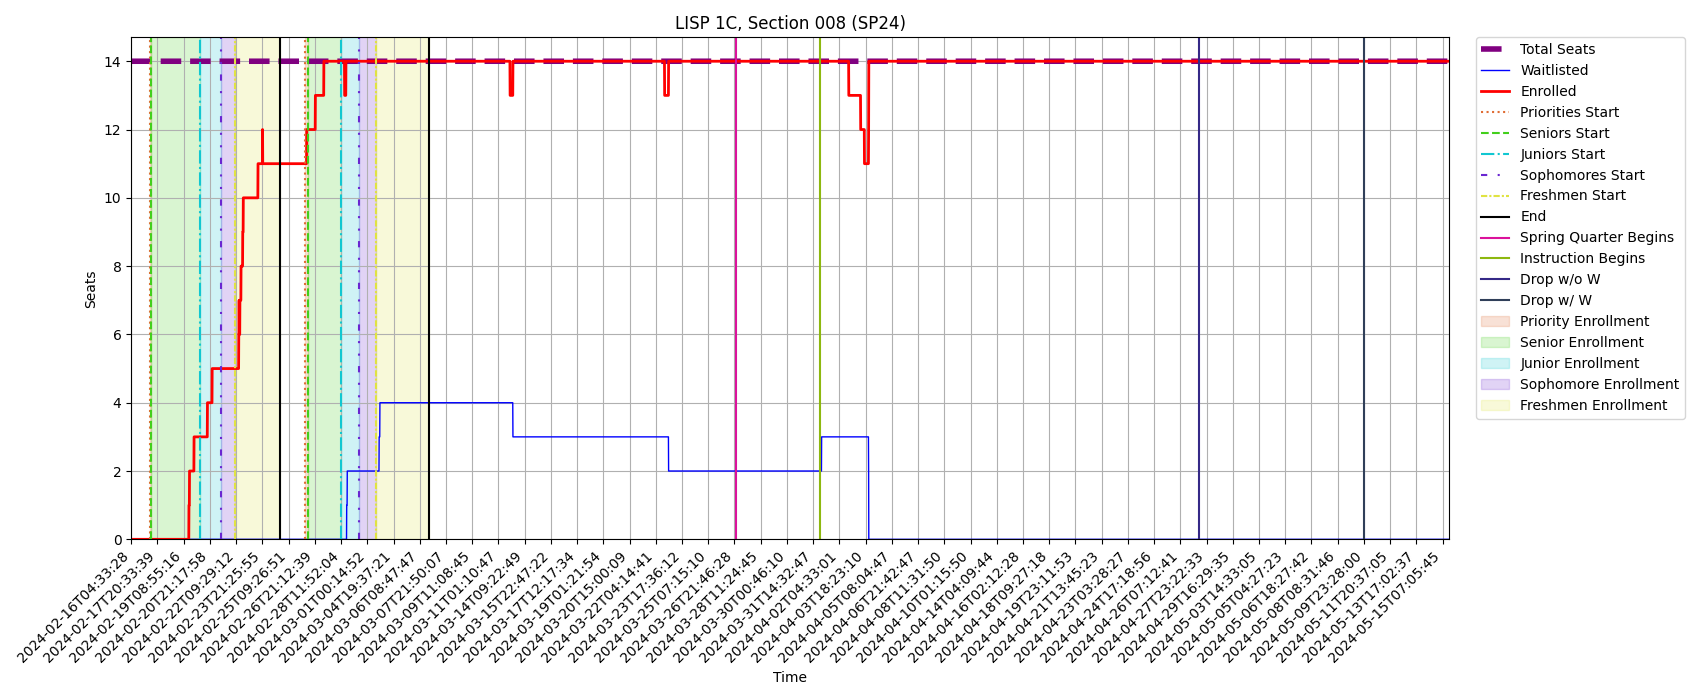 LISP 1C, Section 008 (SP24)
14
12
10
8
6
4
2
0
Seats
2024-02-16T04:33:28
2024-02-17T20:33:39
2024-02-19T08:55:16
2024-02-20T21:17:58
2024-02-22T09:29:12
2024-02-23T21:25:55
2024-02-25T09:26:51
2024-02-26T21:12:39
2024-02-28T11:52:04
2024-03-01T00:14:52
2024-03-04T19:37:21
2024-03-06T08:47:47
2024-03-07T21:50:07
2024-03-09T11:08:45
2024-03-11T01:10:47
2024-03-14T09:22:49
2024-03-15T22:47:22
2024-03-17T12:17:34
2024-03-19T01:21:54
2024-03-20T15:00:09
2024-03-22T04:14:41
2024-03-23T17:36:12
2024-03-25T07:15:10
2024-03-26T21:46:28
2024-03-28T11:24:45
2024-03-30T00:46:10
2024-03-31T14:32:47
2024-04-02T04:33:01
2024-04-03T18:23:10
2024-04-05T08:04:47
2024-04-06T21:42:47
2024-04-08T11:31:50
2024-04-10T01:15:50
2024-04-14T04:09:44
2024-04-16T02:12:28
2024-04-18T09:27:18
2024-04-19T23:11:53
2024-04-21T13:45:23
2024-04-23T03:28:27
2024-04-24T17:18:56
2024-04-26T07:12:41
2024-04-27T23:22:33
2024-04-29T16:29:35
2024-05-03T14:33:05
2024-05-05T04:27:23
2024-05-06T18:27:42
2024-05-08T08:31:46
2024-05-09T23:28:00
2024-05-11T20:37:05
2024-05-13T17:02:37
2024-05-15T07:05:45
Time
Total Seats
Waitlisted
Enrolled
Priorities Start
Seniors Start
Juniors Start
Sophomores Start
Freshmen Start
End
Spring Quarter Begins
Instruction Begins
Drop w/o W
Drop w/ W
Priority Enrollment
Senior Enrollment
Junior Enrollment
Sophomore Enrollment
Freshmen Enrollment